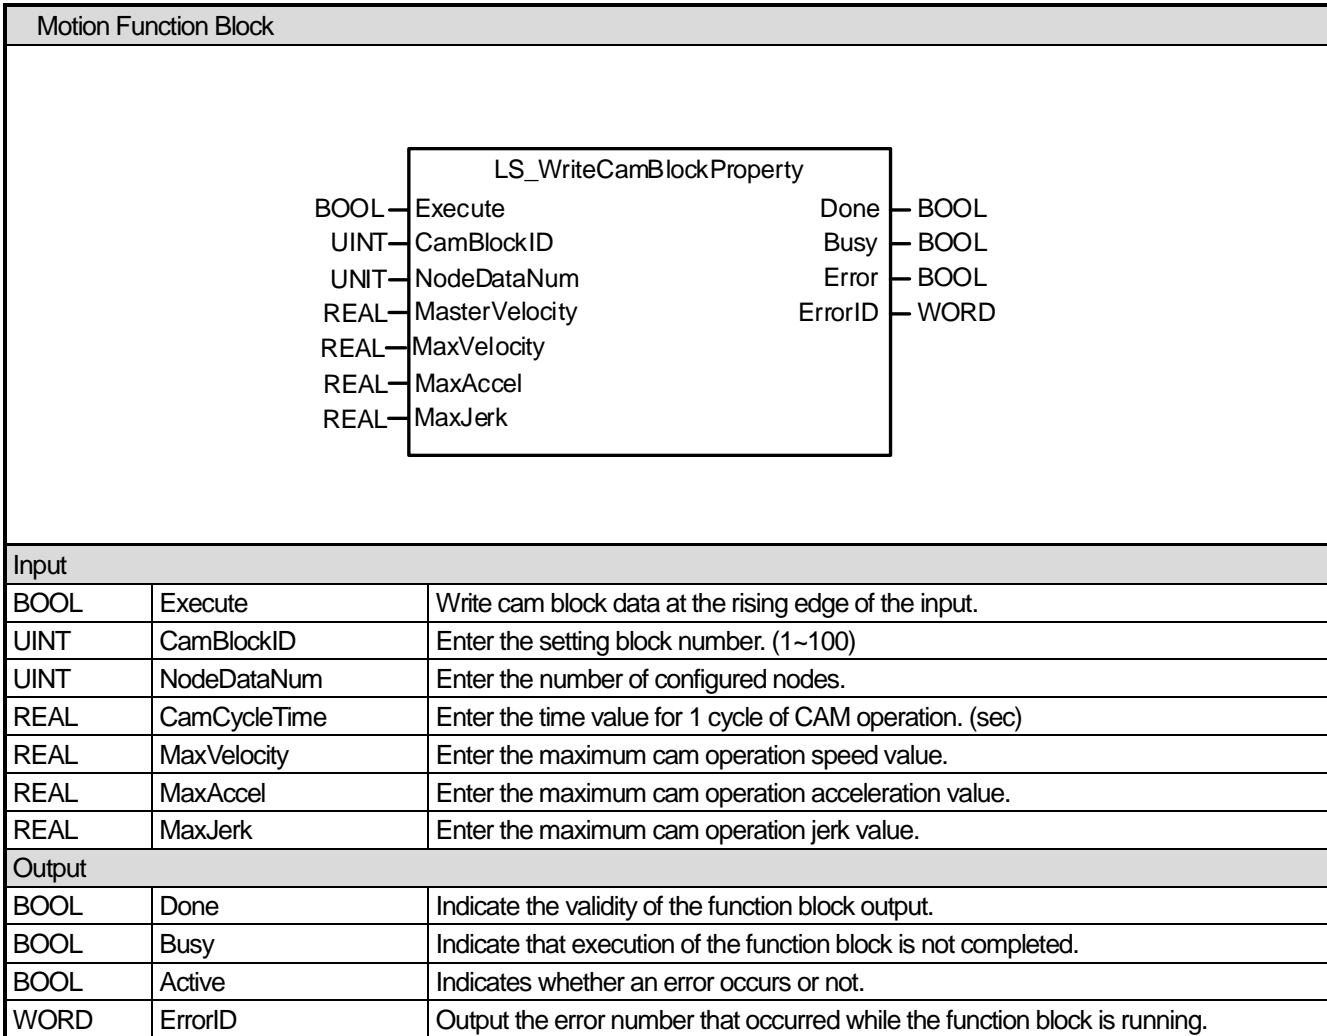 Motion Function Block
LS_WriteCamBlockProperty
BOOL Execute Done BOOL
UINT CamBlockID Busy BOOL
UNIT NodeDataNum Error BOOL
REAL MasterVelocity ErrorID WORD
REAL MaxVelocity
REAL MaxAccel
REAL MaxJerk
Input
BOOL Execute Write cam block data at the rising edge of the input.
UINT CamBlockID Enter the setting block number. (1~100)
UINT NodeDataNum Enter the number of configured nodes.
REAL CamCycleTime Enter the time value for 1 cycle of CAM operation. (sec)
REAL MaxVelocity Enter the maximum cam operation speed value.
REAL MaxAccel Enter the maximum cam operation acceleration value.
REAL MaxJerk Enter the maximum cam operation jerk value.
Output
BOOL Done Indicate the validity of the function block output.
BOOL Busy Indicate that execution of the function block is not completed.
BOOL Active Indicates whether an error occurs or not.
WORD ErrorID Output the error number that occurred while the function block is running.